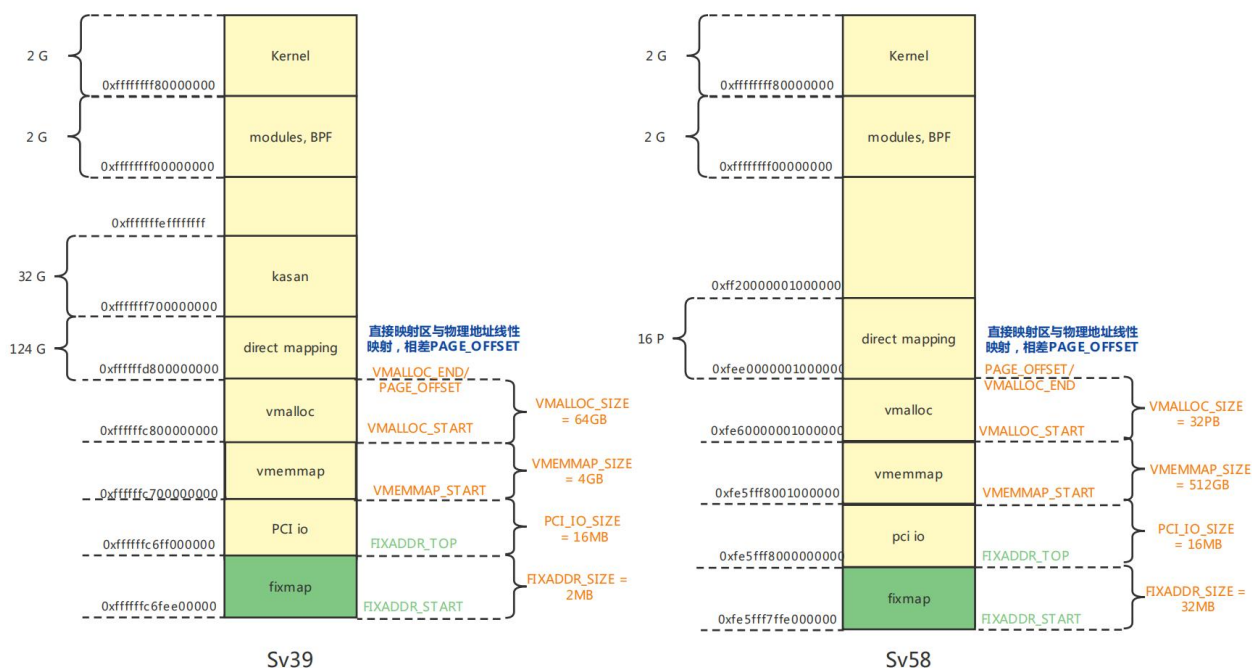 2 G
Kernel
0xffffffff80000000
2 G
modules, BPF
0xffffffff00000000
0xfffffffeffffffff
32 G
kasan
0xfffffff700000000
124 G
direct mapping
直接映射区与物理地址线性
映射，相差PAGE_OFFSET
0xffffffd800000000
VMALLOC_END/
PAGE_OFFSET
vmalloc
VMALLOC_SIZE
= 64GB
0xffffffc800000000
VMALLOC_START
vmemmap
VMEMMAP_SIZE
= 4GB
0xffffffc700000000
VMEMMAP_START
PCI io
PCI_IO_SIZE
= 16MB
0xffffffc6ff000000
FIXADDR_TOP
fixmap
FIXADDR_SIZE =
2MB
0xffffffc6fee00000
FIXADDR_START
Sv39
2 G
Kernel
0xffffffff80000000
2 G
modules, BPF
0xffffffff00000000
0xff20000001000000
16 P
direct mapping
直接映射区与物理地址线性
映射，相差PAGE_OFFSET
0xfee0000001000000
PAGE_OFFSET/
VMALLOC_END
vmalloc
VMALLOC_SIZE
= 32PB
0xfe60000001000000
VMALLOC_START
vmemmap
VMEMMAP_SIZE
= 512GB
0xfe5fff8001000000
VMEMMAP_START
pci io
PCI_IO_SIZE
= 16MB
0xfe5fff8000000000
FIXADDR_TOP
fixmap
FIXADDR_SIZE =
32MB
0xfe5fff7ffe000000
FIXADDR_START
Sv58